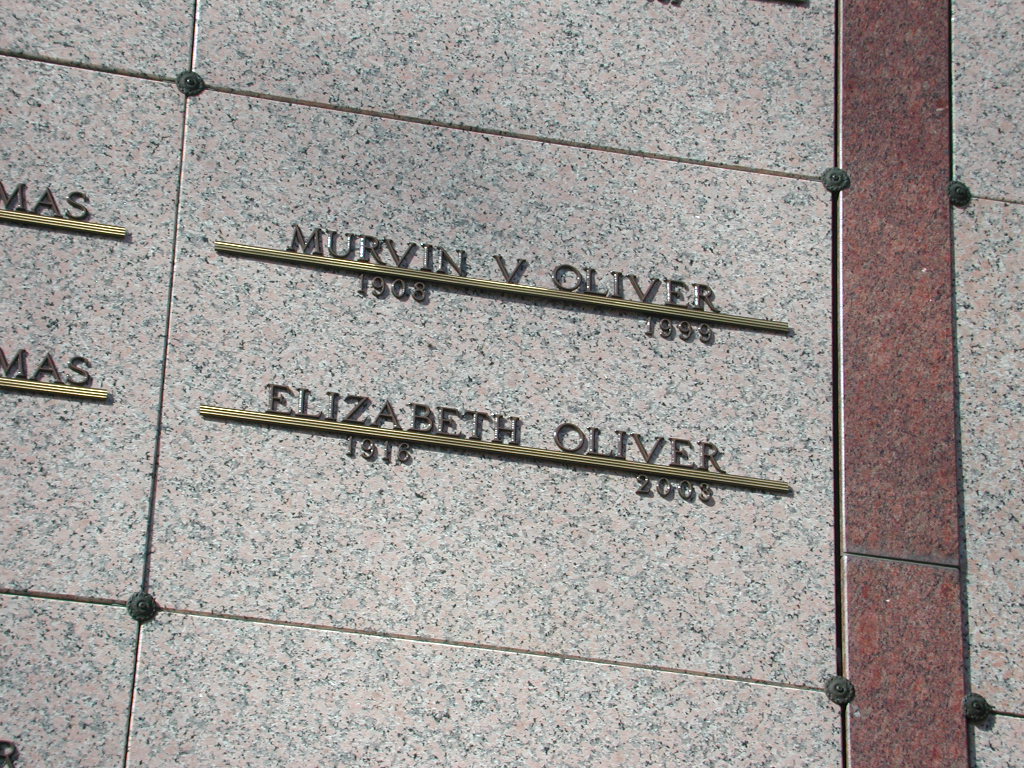 MURVIN V OLIVER
1908 1999
ELIZABETH OLIVER
1916 2003
MAS
MAS
R